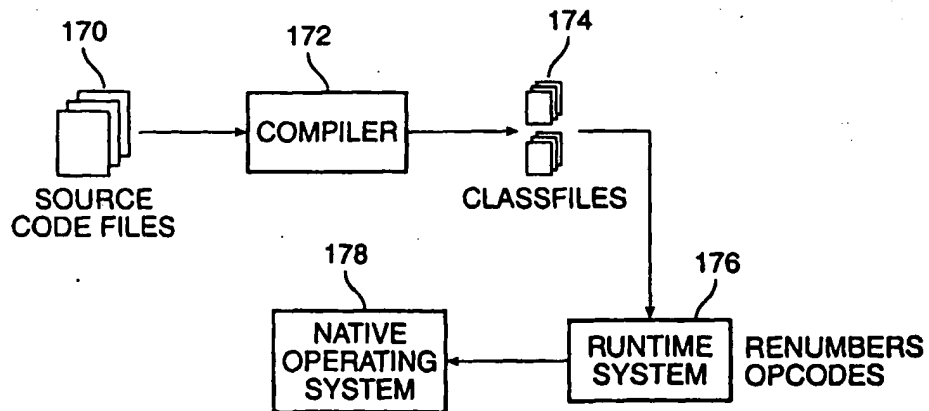 170
172
174
COMPILER
SOURCE
CODE FILES
CLASSFILES
178
176
NATIVE
OPERATING
SYSTEM
RUNTIME
SYSTEM
RENUMBERS
OPCODES